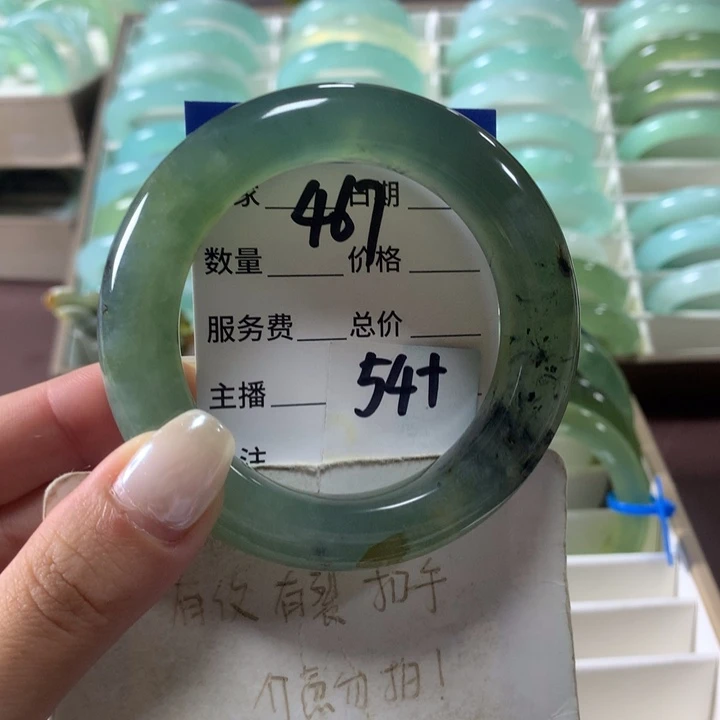 家 467 日期
数量 价格
服务费 总价
主播 54+
注
有纹有裂扣手
介意勿拍!